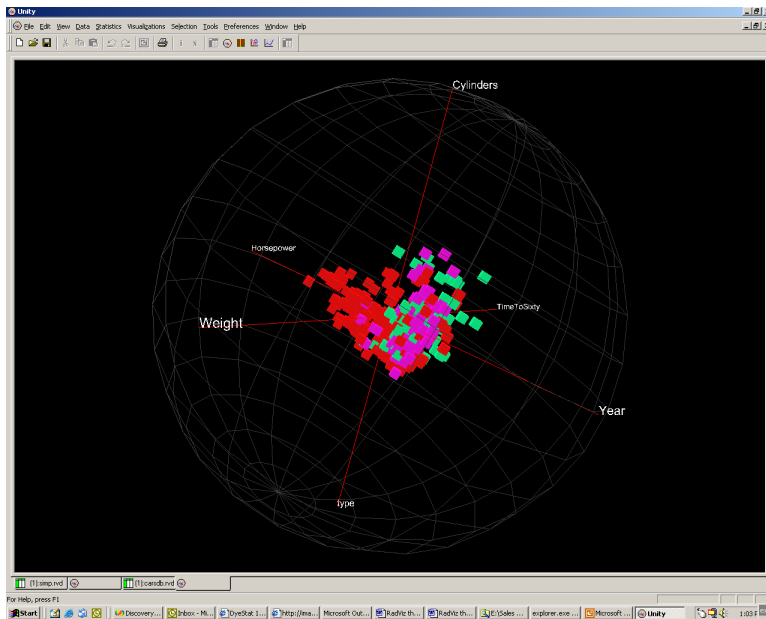 Unity
File Edit View Data Statistics Visualizations Selection Tools Preferences Window Help
Cylinders
Horsepower
TimeToSixty
Weight
Year
type
(1):simp.rvd (1):carsdb.rvd
For Help, press F1
Start Discovery... Inbox - Mi... DyeStat 1... http://ima... Microsoft Out... RadViz th... RadViz th... E:\Sales ... explorer.exe ... Microsoft ... Unity 1:03 P